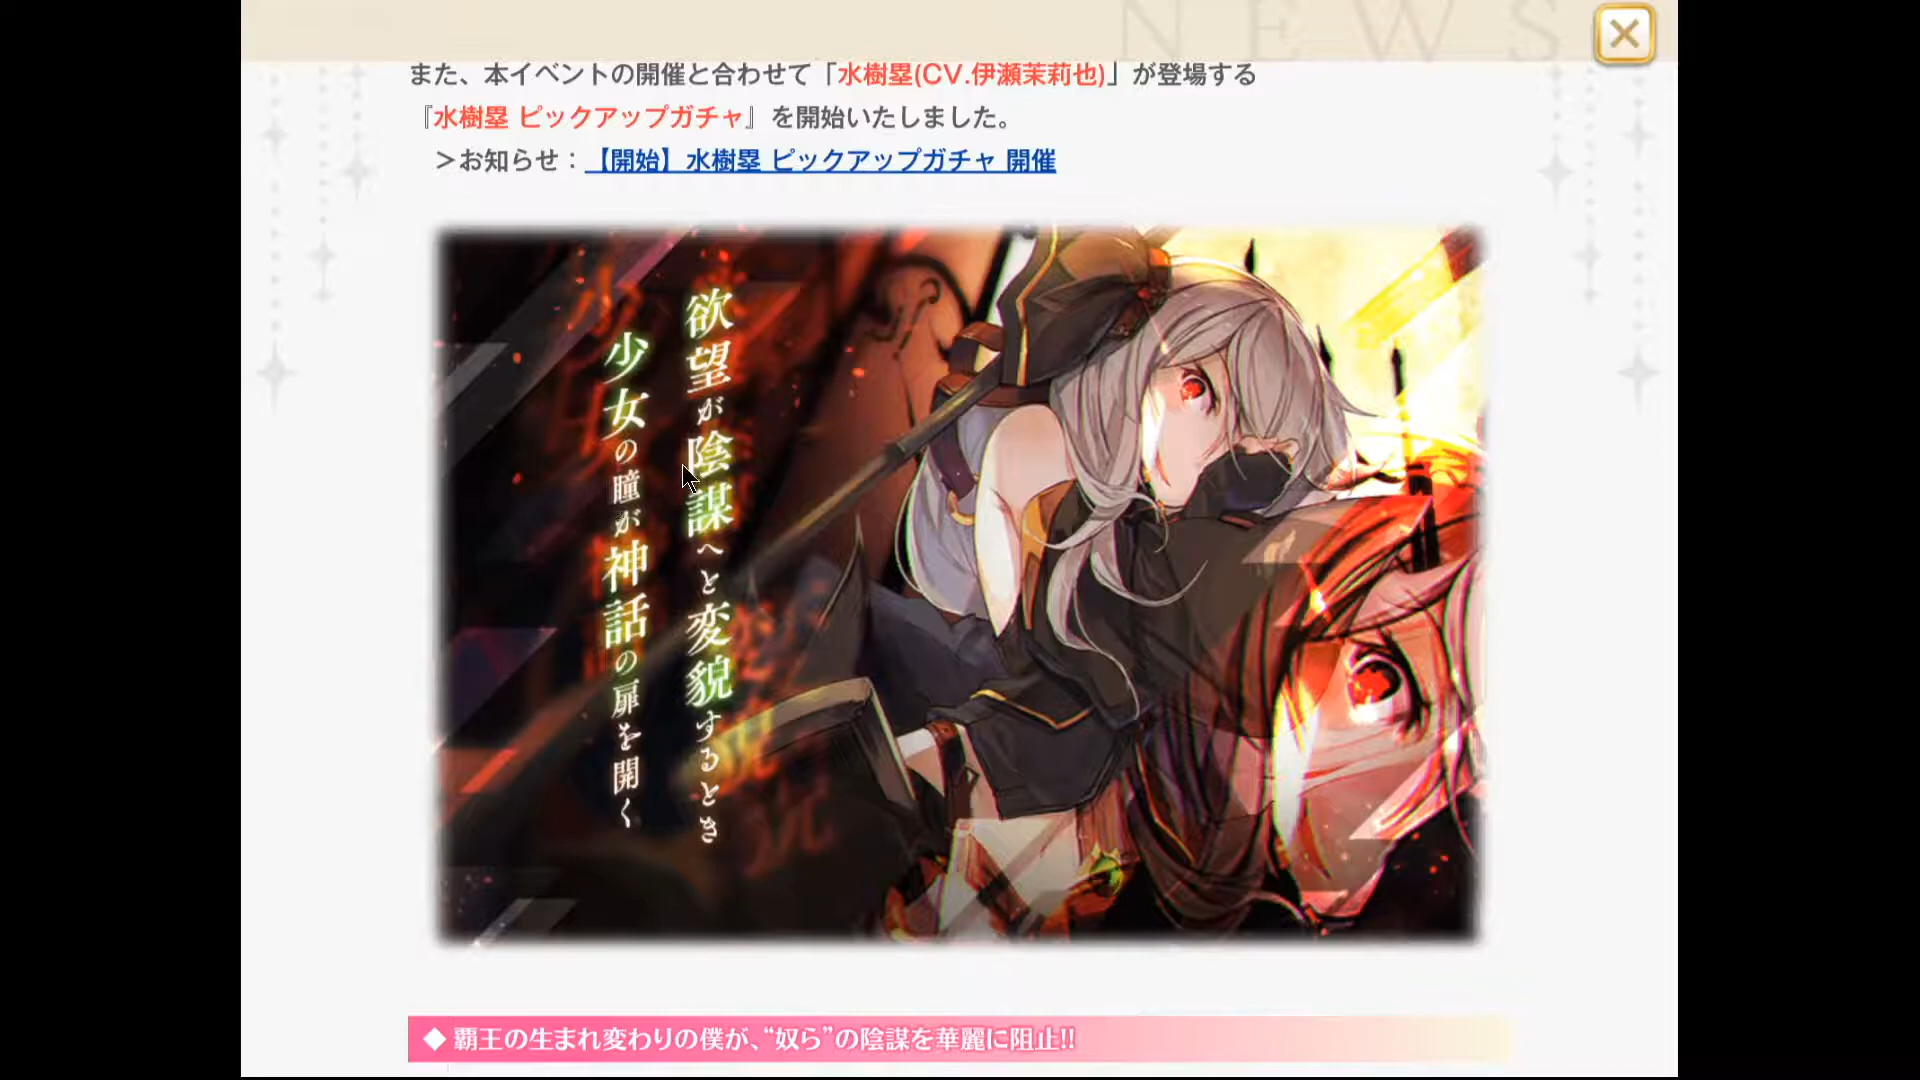 NEWS
また、本イベントの開催と合わせて「水樹塁(CV.伊瀬茉莉也)」が登場する
『水樹塁 ピックアップガチャ』を開始いたしました。
＞お知らせ：【開始】水樹塁 ピックアップガチャ 開催
欲望が陰謀へと変貌するとき
少女の瞳が神話の扉を開く
◆ 覇王の生まれ変わりの僕が、“奴ら”の陰謀を華麗に阻止!!